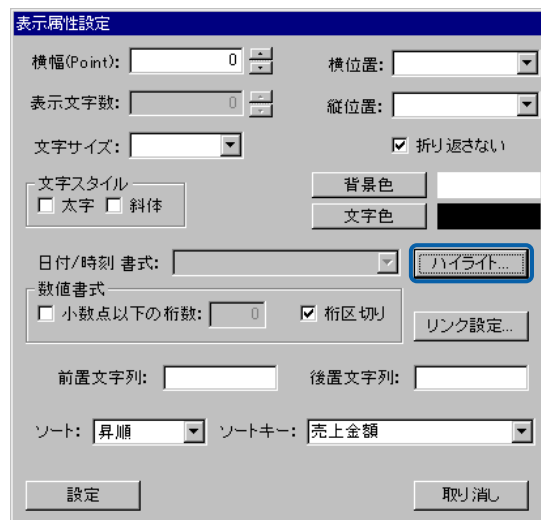 表示属性設定
横幅(Point): 0 横位置:
表示文字数: 0 縦位置:
文字サイズ: 折り返さない
文字スタイル 背景色
太字 斜体
文字色
日付/時刻 書式: ハイライト...
数値書式
小数点以下の桁数: 0 桁区切り リンク設定...
前置文字列: 後置文字列:
ソート: 昇順 ソートキー: 売上金額
設定 取り消し